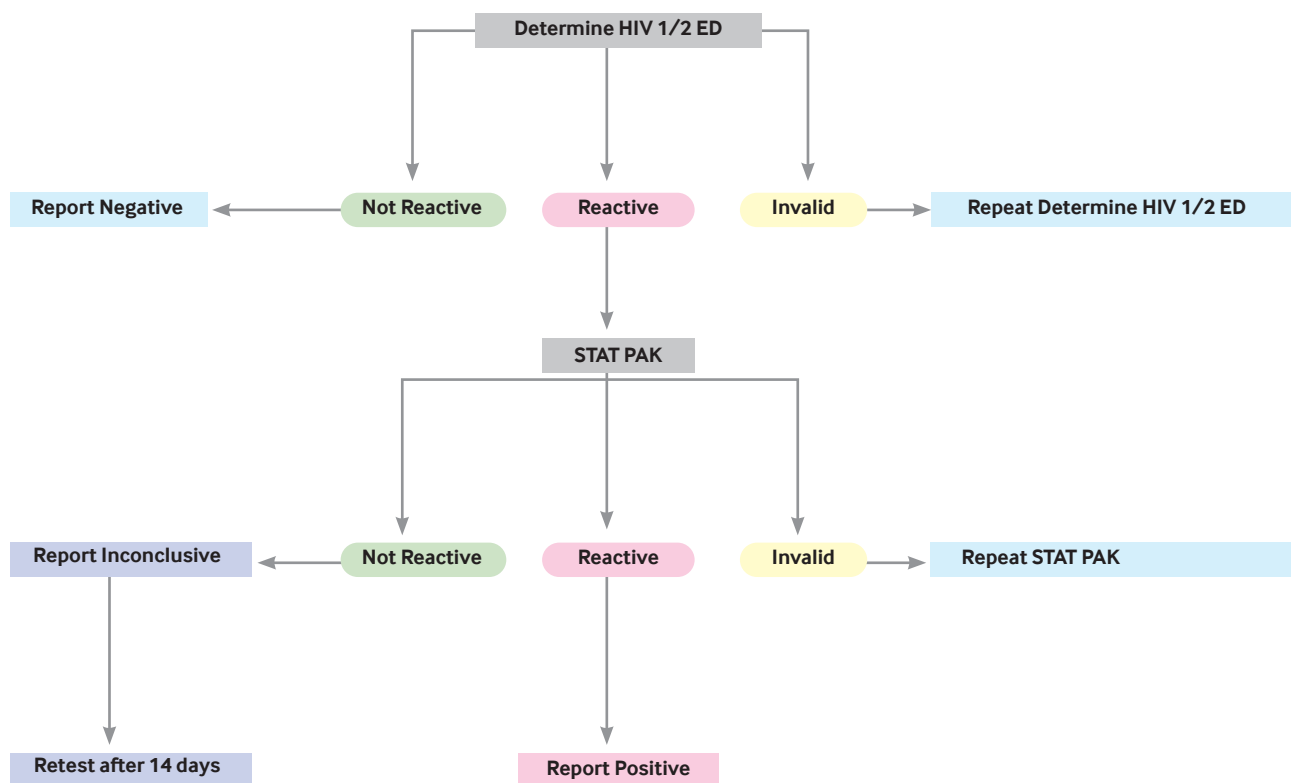 Determine HIV 1/2 ED
Report Negative
Not Reactive
Reactive
Invalid
Repeat Determine HIV 1/2 ED
STAT PAK
Report Inconclusive
Not Reactive
Reactive
Invalid
Repeat STAT PAK
Retest after 14 days
Report Positive